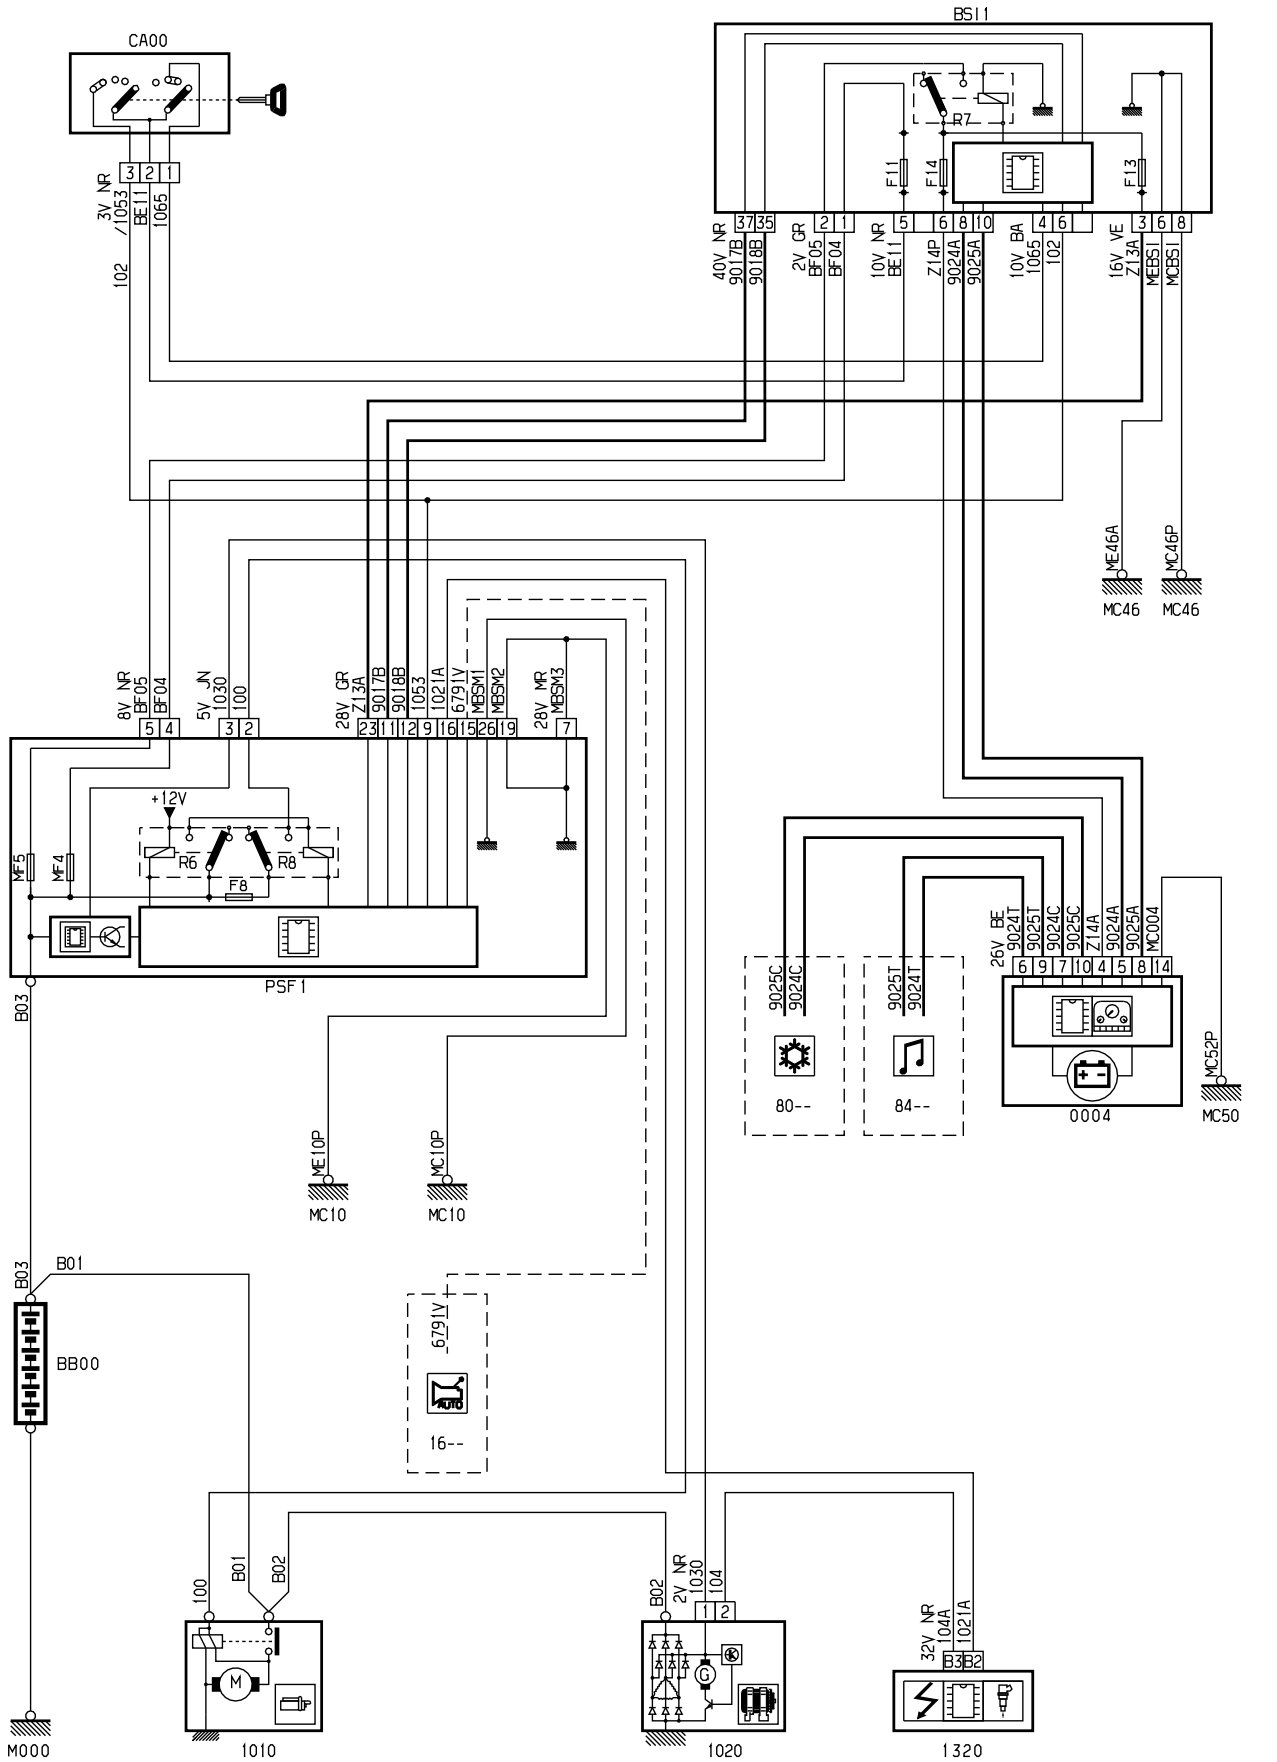 BSI1
CA00
R7
F11
F14
F13
3 2 1
3V NR
/1053
BE11
1065
102
37 35 2 1 5 6 8 10 4 6 3 6 8
40V NR
9017B
9018B
2V GR
BF05
BF04
10V NR
BE11
Z14P
9024A
9025A
10V BA
1065
102
16V VE
Z13A
MEBSI
MCBSI
ME46A
MC46P
MC46
MC46
8V NR
BF05
BF04
5V JN
1030
100
28V GR
Z13A
9017B
9018B
1053
1021A
6791V
MBSM1
MBSM2
28V MR
MBSM3
5 4 3 2 23 11 12 9 16 15 26 19 7
+12V
MF5
MF4
R6
R8
F8
PSF1
B03
26V BE
9024T
9025T
9024C
9025C
Z14A
9024A
9025A
MC004
6 9 7 10 4 5 8 14
9025C
9024C
9025T
9024T
80--
84--
+ -
0004
MC52P
MC50
ME10P
MC10P
MC10
MC10
B03
B01
BB00
6791V
AUTO
16--
100
B01
B02
B02
2V NR
1030
104
1 2
32V NR
104A
1021A
B3 B2
M
G
M000
1010
1020
1320